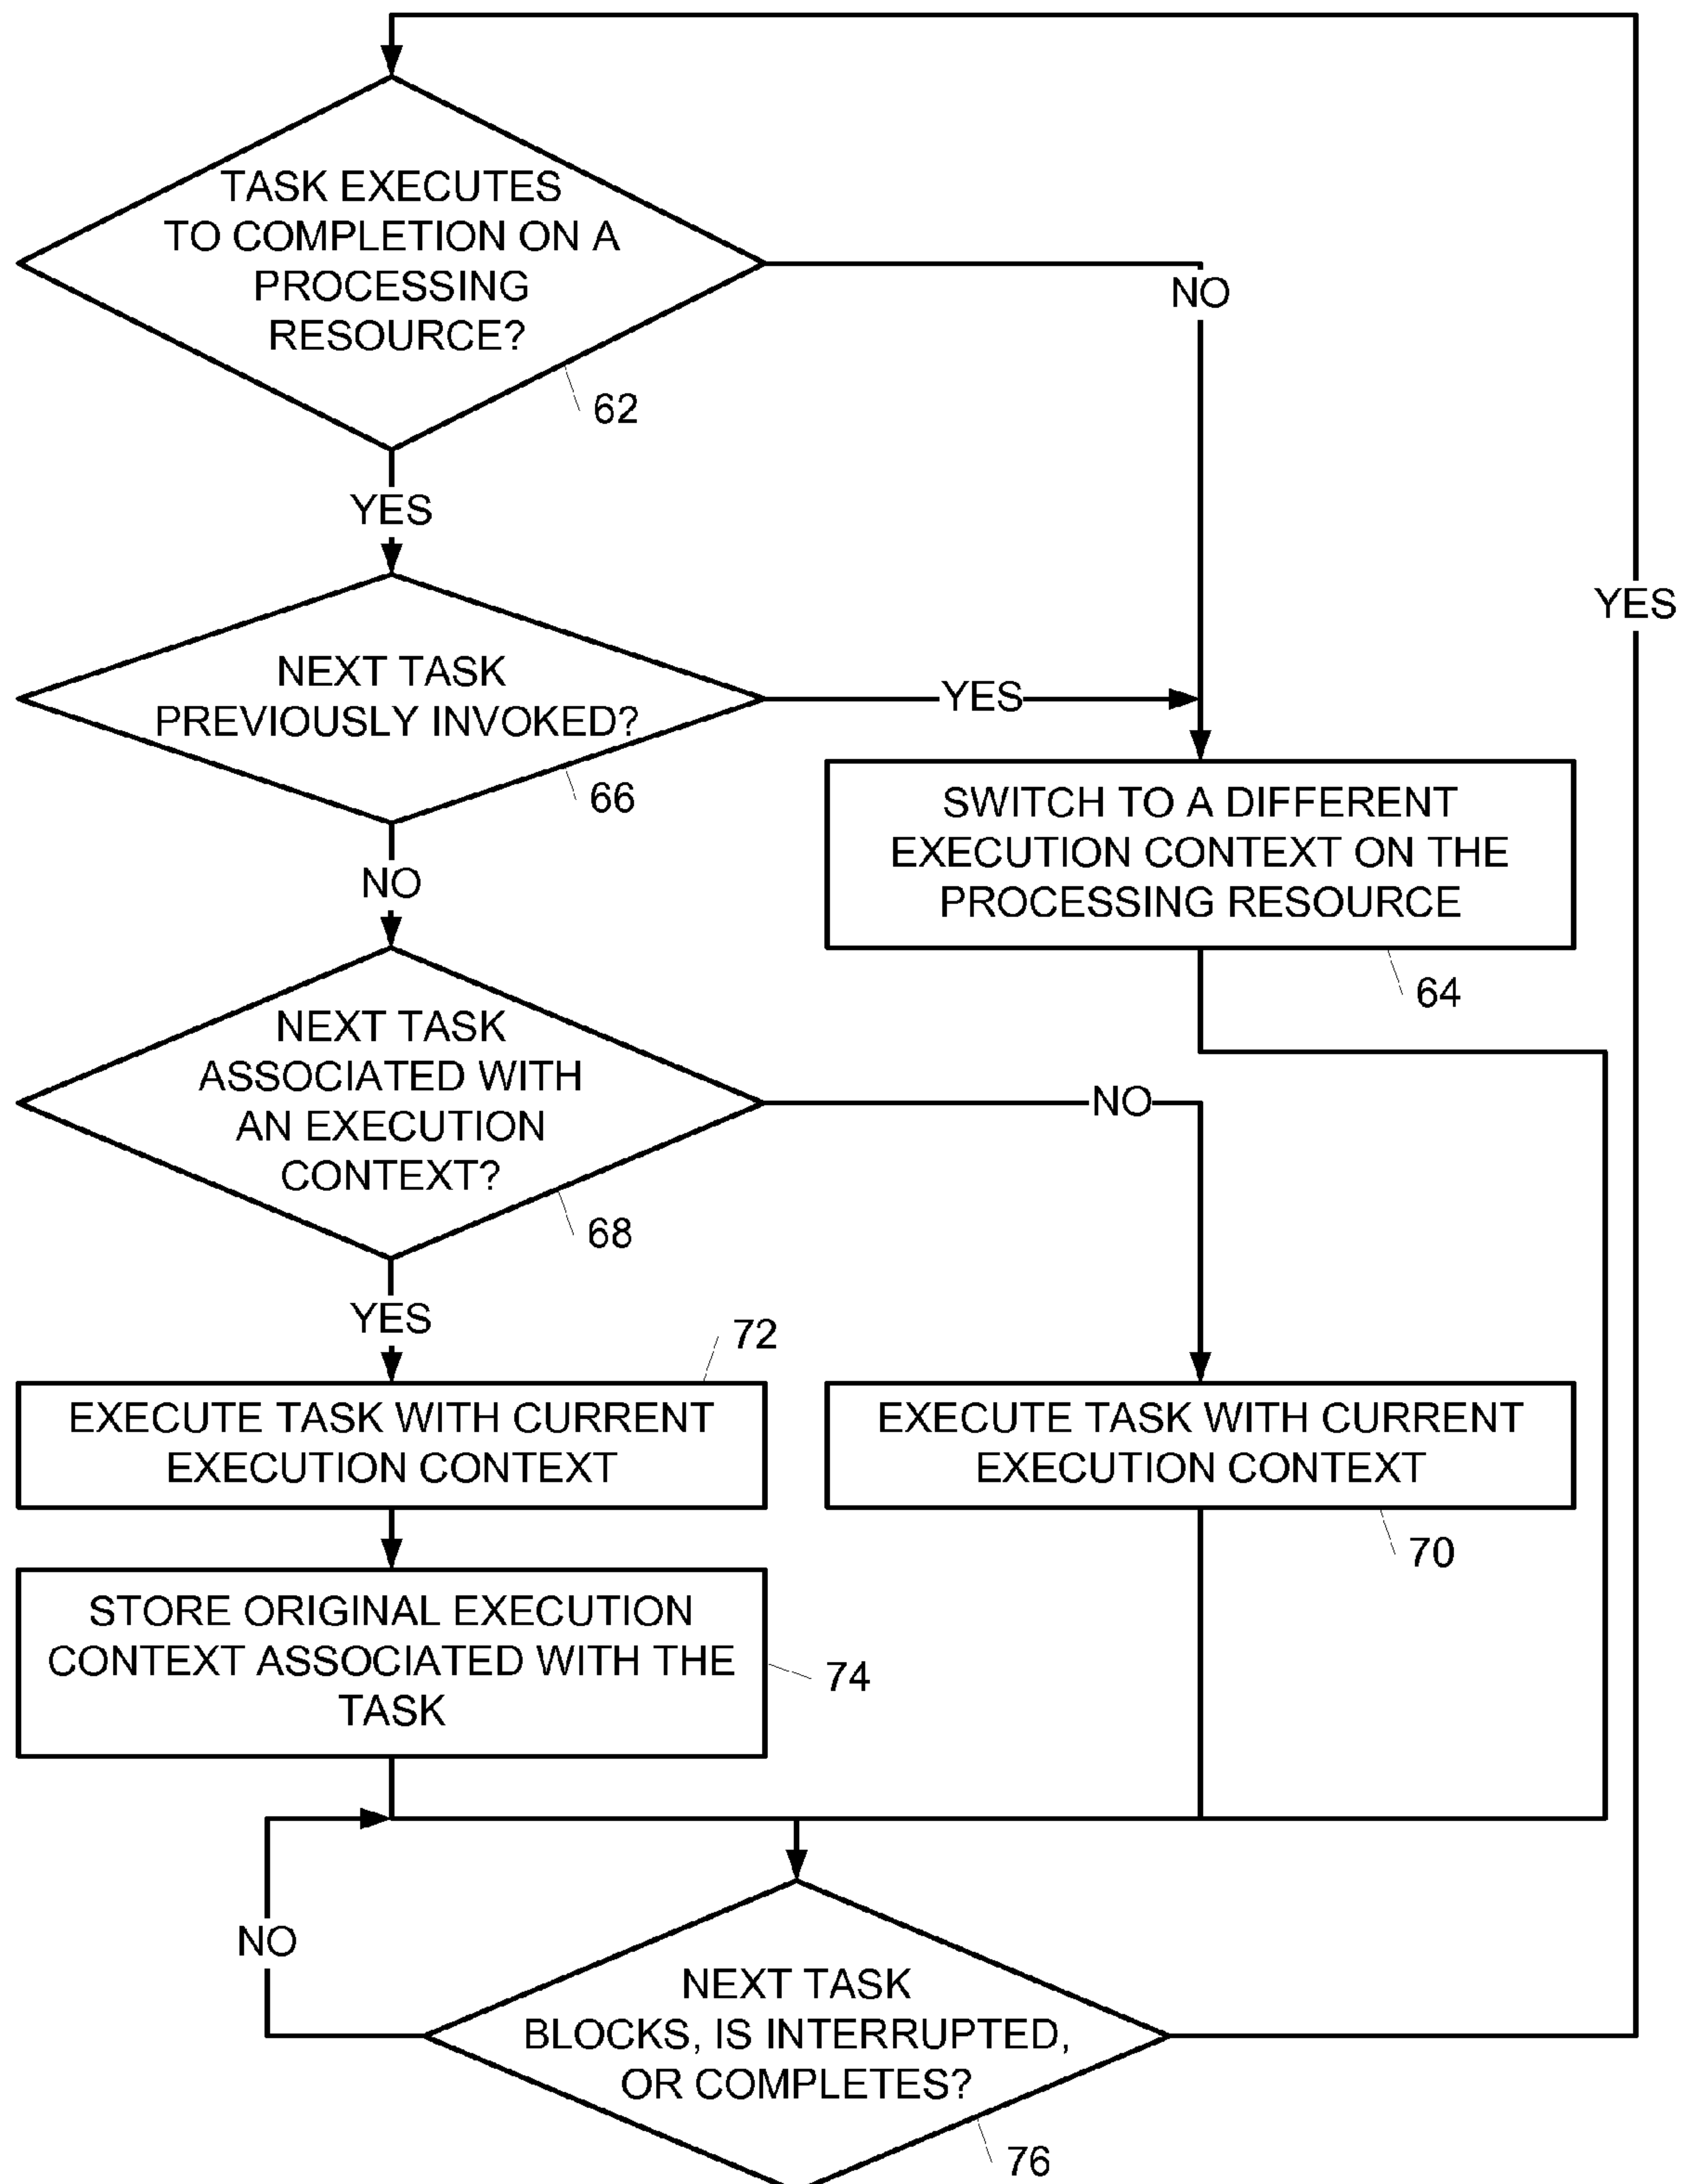 TASK EXECUTES
TO COMPLETION ON A
PROCESSING
RESOURCE?
62
NO
YES
YES
NEXT TASK
PREVIOUSLY INVOKED?
66
YES
SWITCH TO A DIFFERENT
EXECUTION CONTEXT ON THE
PROCESSING RESOURCE
64
NO
NEXT TASK
ASSOCIATED WITH
AN EXECUTION
CONTEXT?
68
NO
YES
72
EXECUTE TASK WITH CURRENT
EXECUTION CONTEXT
EXECUTE TASK WITH CURRENT
EXECUTION CONTEXT
70
STORE ORIGINAL EXECUTION
CONTEXT ASSOCIATED WITH THE
TASK
74
NO
NEXT TASK
BLOCKS, IS INTERRUPTED,
OR COMPLETES?
76